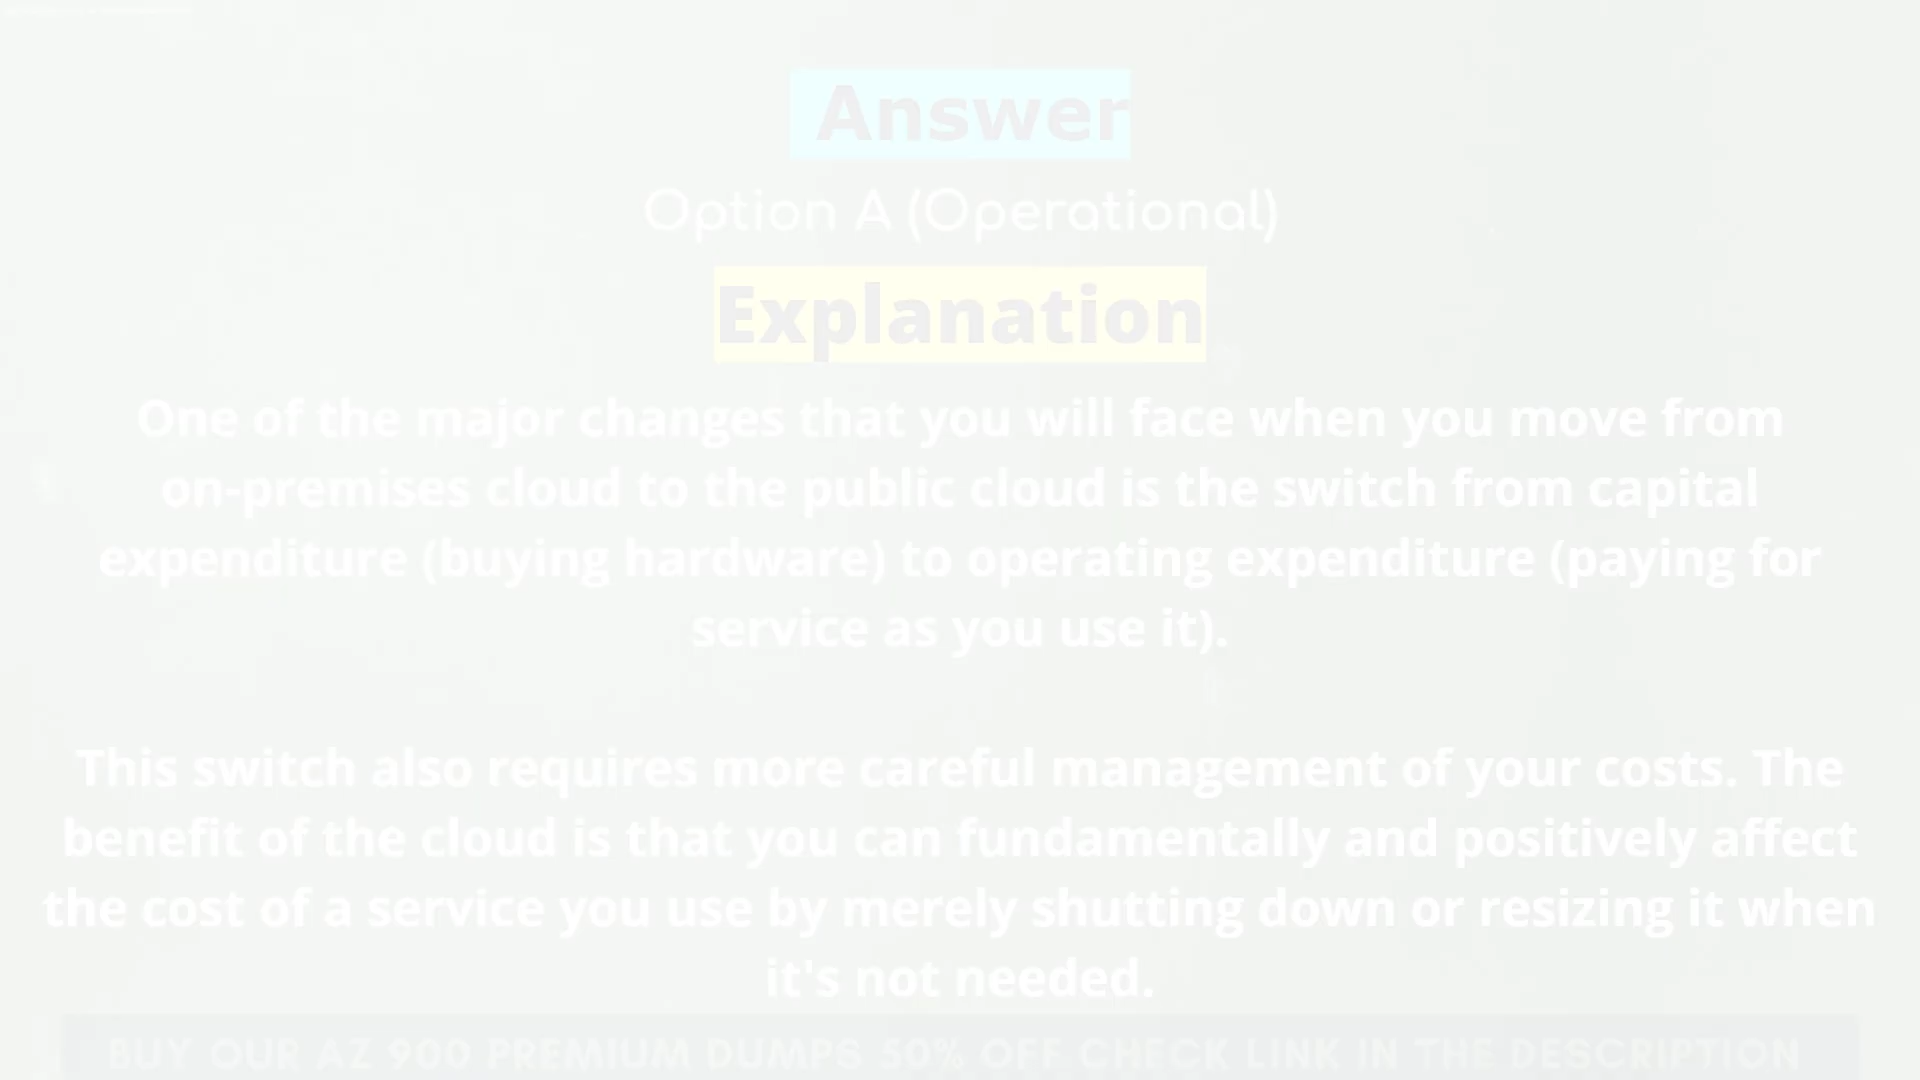 Answer
Option A (Operational)
Explanation
One of the major changes that you will face when you move from
on-premises cloud to the public cloud is the switch from capital
expenditure (buying hardware) to operating expenditure (paying for
service as you use it).
This switch also requires more careful management of your costs. The
benefit of the cloud is that you can fundamentally and positively affect
the cost of a service you use by merely shutting down or resizing it when
it's not needed.
BUY OUR AZ 900 PREMIUM DUMPS 50% OFF CHECK LINK IN THE DESCRIPTION